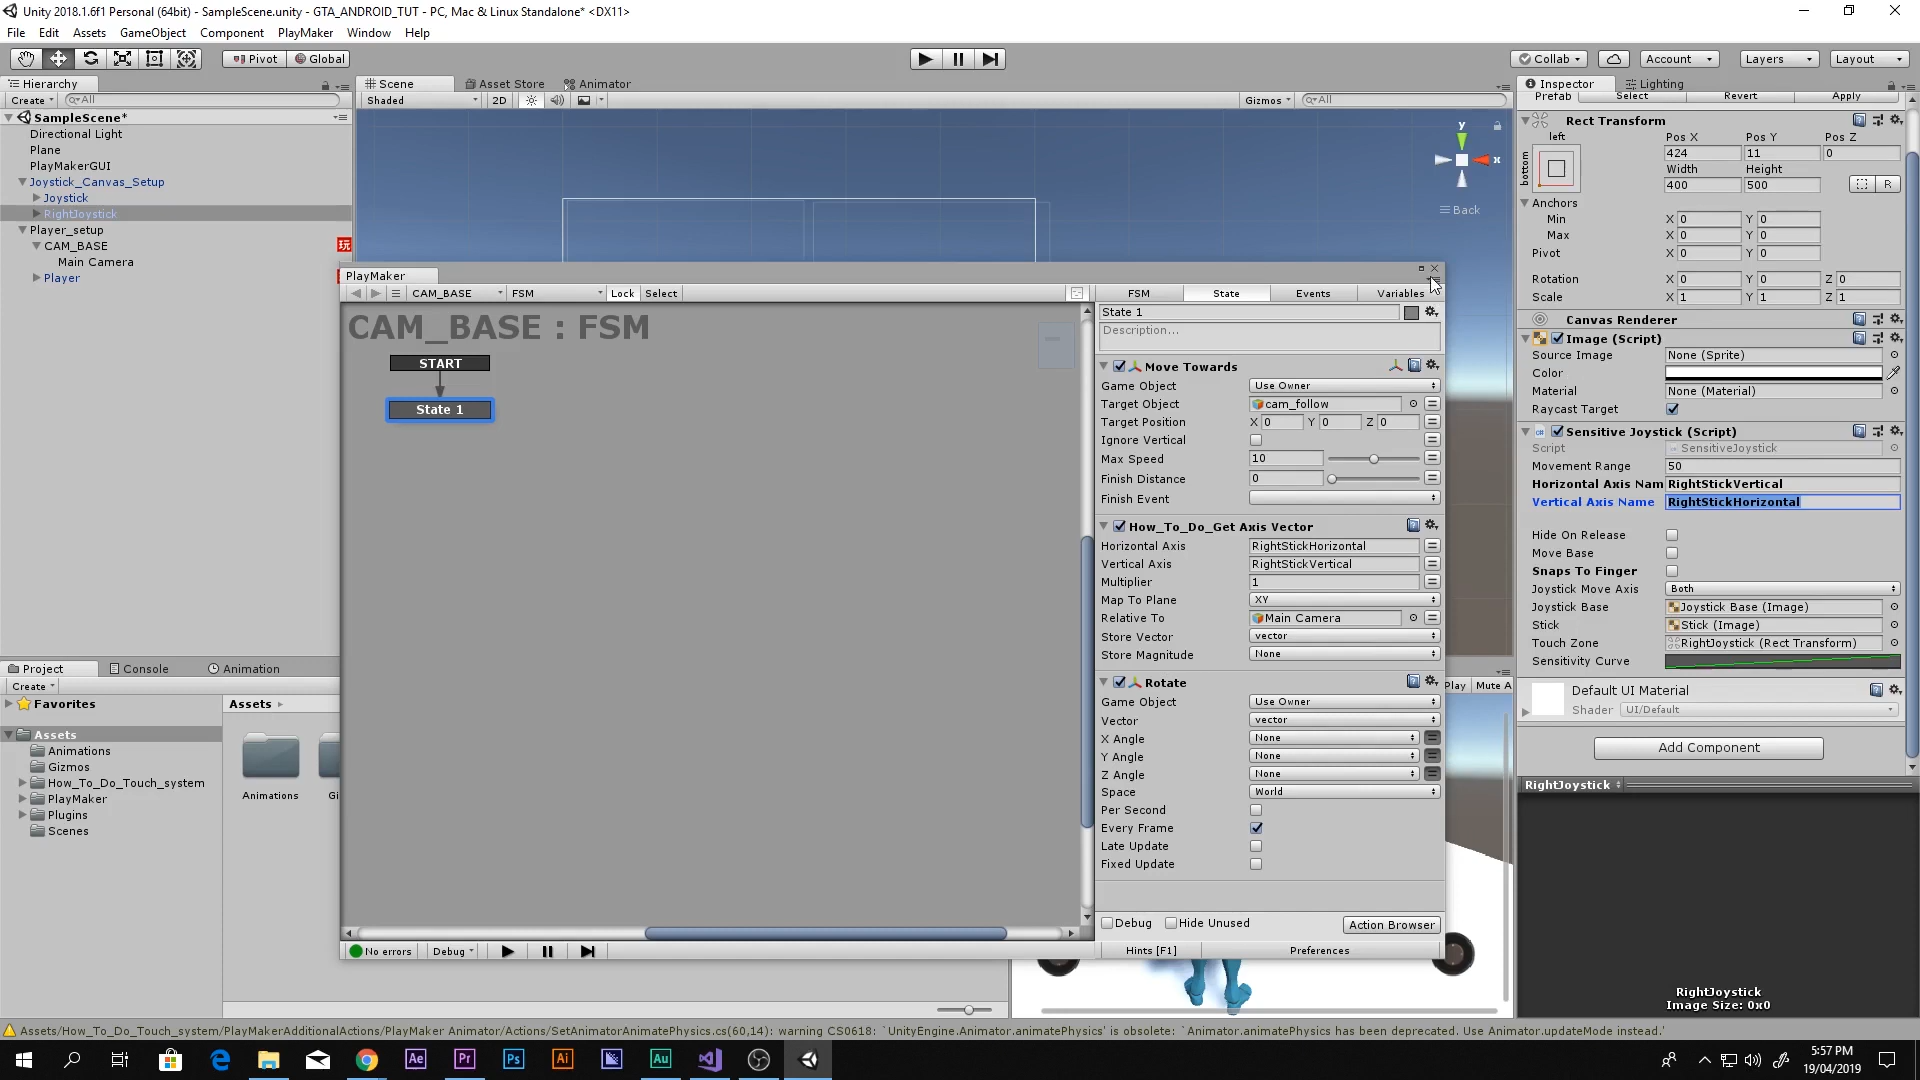 Unity 2018.1.6f1 Personal (64bit) - SampleScene.unity - GTA_ANDROID_TUT - PC, Mac & Linux Standalone* <DX11>
File Edit Assets GameObject Component PlayMaker Window Help
Pivot Global Collab Account Layers Layout
Hierarchy
Create All
SampleScene*
Directional Light
Plane
PlayMakerGUI
Joystick_Canvas_Setup
Joystick
RightJoystick
Player_setup
CAM_BASE
玩
Main Camera
Player
Scene Asset Store Animator
Shaded 2D Gizmos All
y
x
Back
PlayMaker
CAM_BASE FSM Lock Select
CAM_BASE : FSM
START
State 1
No errors Debug
FSM State Events Variables
State 1
Description...
Move Towards
Game Object Use Owner
Target Object cam_follow
Target Position X 0 Y 0 Z 0
Ignore Vertical
Max Speed 10
Finish Distance 0
Finish Event
How_To_Do_Get Axis Vector
Horizontal Axis RightStickHorizontal
Vertical Axis RightStickVertical
Multiplier 1
Map To Plane XY
Relative To Main Camera
Store Vector vector
Store Magnitude None
Rotate
Game Object Use Owner
Vector vector
X Angle None
Y Angle None
Z Angle None
Space World
Per Second
Every Frame
Late Update
Fixed Update
Debug Hide Unused Action Browser
Hints [F1] Preferences
Play Mute A
Inspector Lighting
Prefab Select Revert Apply
Rect Transform
left Pos X Pos Y Pos Z
bottom 424 11 0
Width Height
400 500 R
Anchors
Min X 0 Y 0
Max X 0 Y 0
Pivot X 0 Y 0
Rotation X 0 Y 0 Z 0
Scale X 1 Y 1 Z 1
Canvas Renderer
Image (Script)
Source Image None (Sprite)
Color
Material None (Material)
Raycast Target
Sensitive Joystick (Script)
Script SensitiveJoystick
Movement Range 50
Horizontal Axis Nam RightStickVertical
Vertical Axis Name RightStickHorizontal
Hide On Release
Move Base
Snaps To Finger
Joystick Move Axis Both
Joystick Base Joystick Base (Image)
Stick Stick (Image)
Touch Zone RightJoystick (Rect Transform)
Sensitivity Curve
Default UI Material
Shader UI/Default
Add Component
RightJoystick
RightJoystick
Image Size: 0x0
Project Console Animation
Create
Favorites
Assets
Animations
Gizmos
How_To_Do_Touch_system
PlayMaker
Plugins
Scenes
Assets
Animations Gi
Assets/How_To_Do_Touch_system/PlayMakerAdditionalActions/PlayMaker Animator/Actions/SetAnimatorAnimatePhysics.cs(60,14): warning CS0618: `UnityEngine.Animator.animatePhysics' is obsolete: `Animator.animatePhysics has been deprecated. Use Animator.updateMode instead.'
Ae Pr Ps Ai Au
5:57 PM
19/04/2019